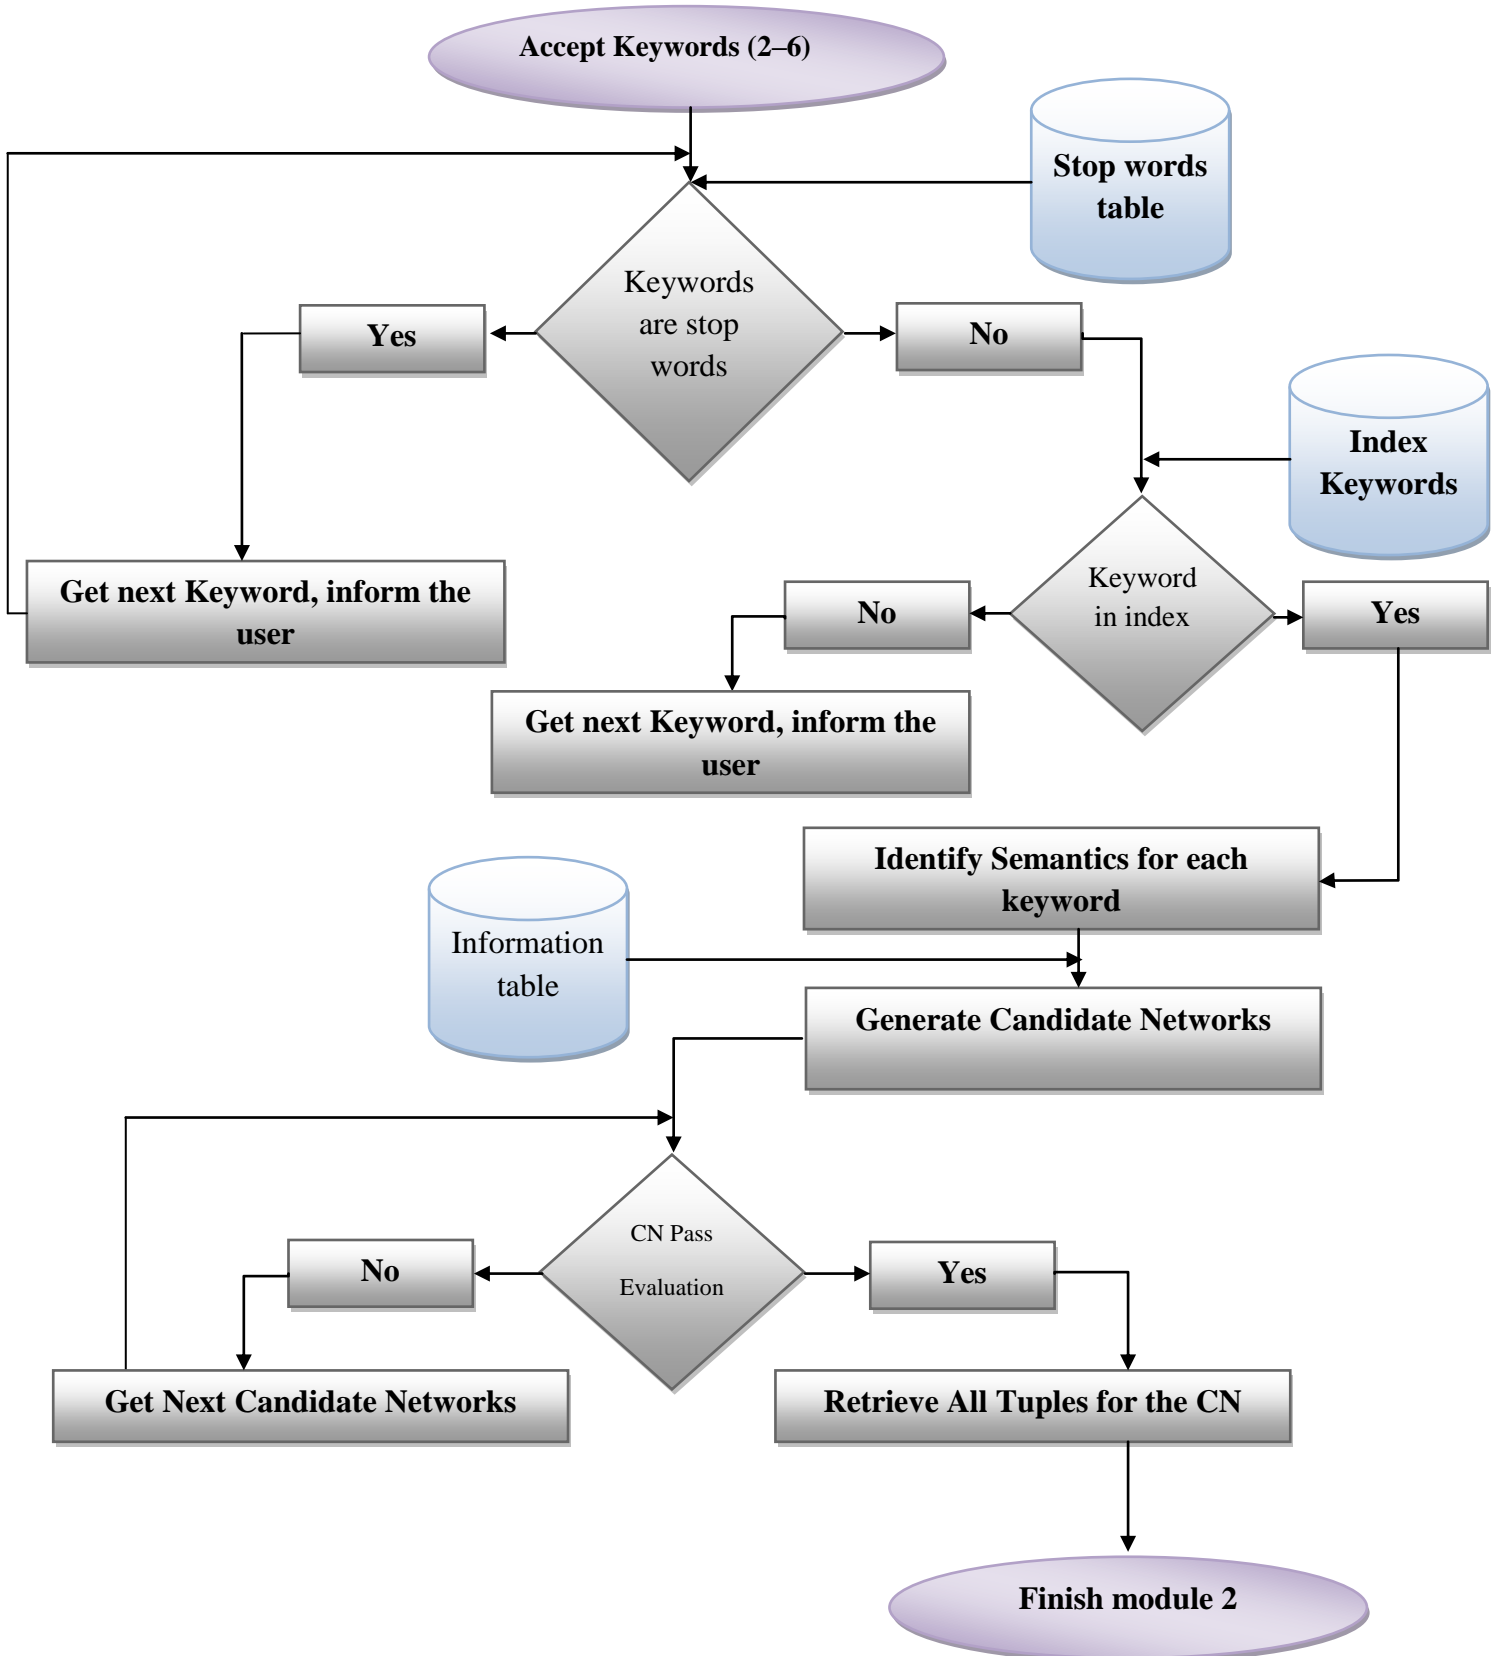 Accept Keywords (2–6)
Stop words
table
Keywords
are stop
words
Yes
No
Index
Keywords
Get next Keyword, inform the
user
Keyword
in index
No
Yes
Get next Keyword, inform the
user
Identify Semantics for each
keyword
Information
table
Generate Candidate Networks
CN Pass
Evaluation
No
Yes
Get Next Candidate Networks
Retrieve All Tuples for the CN
Finish module 2